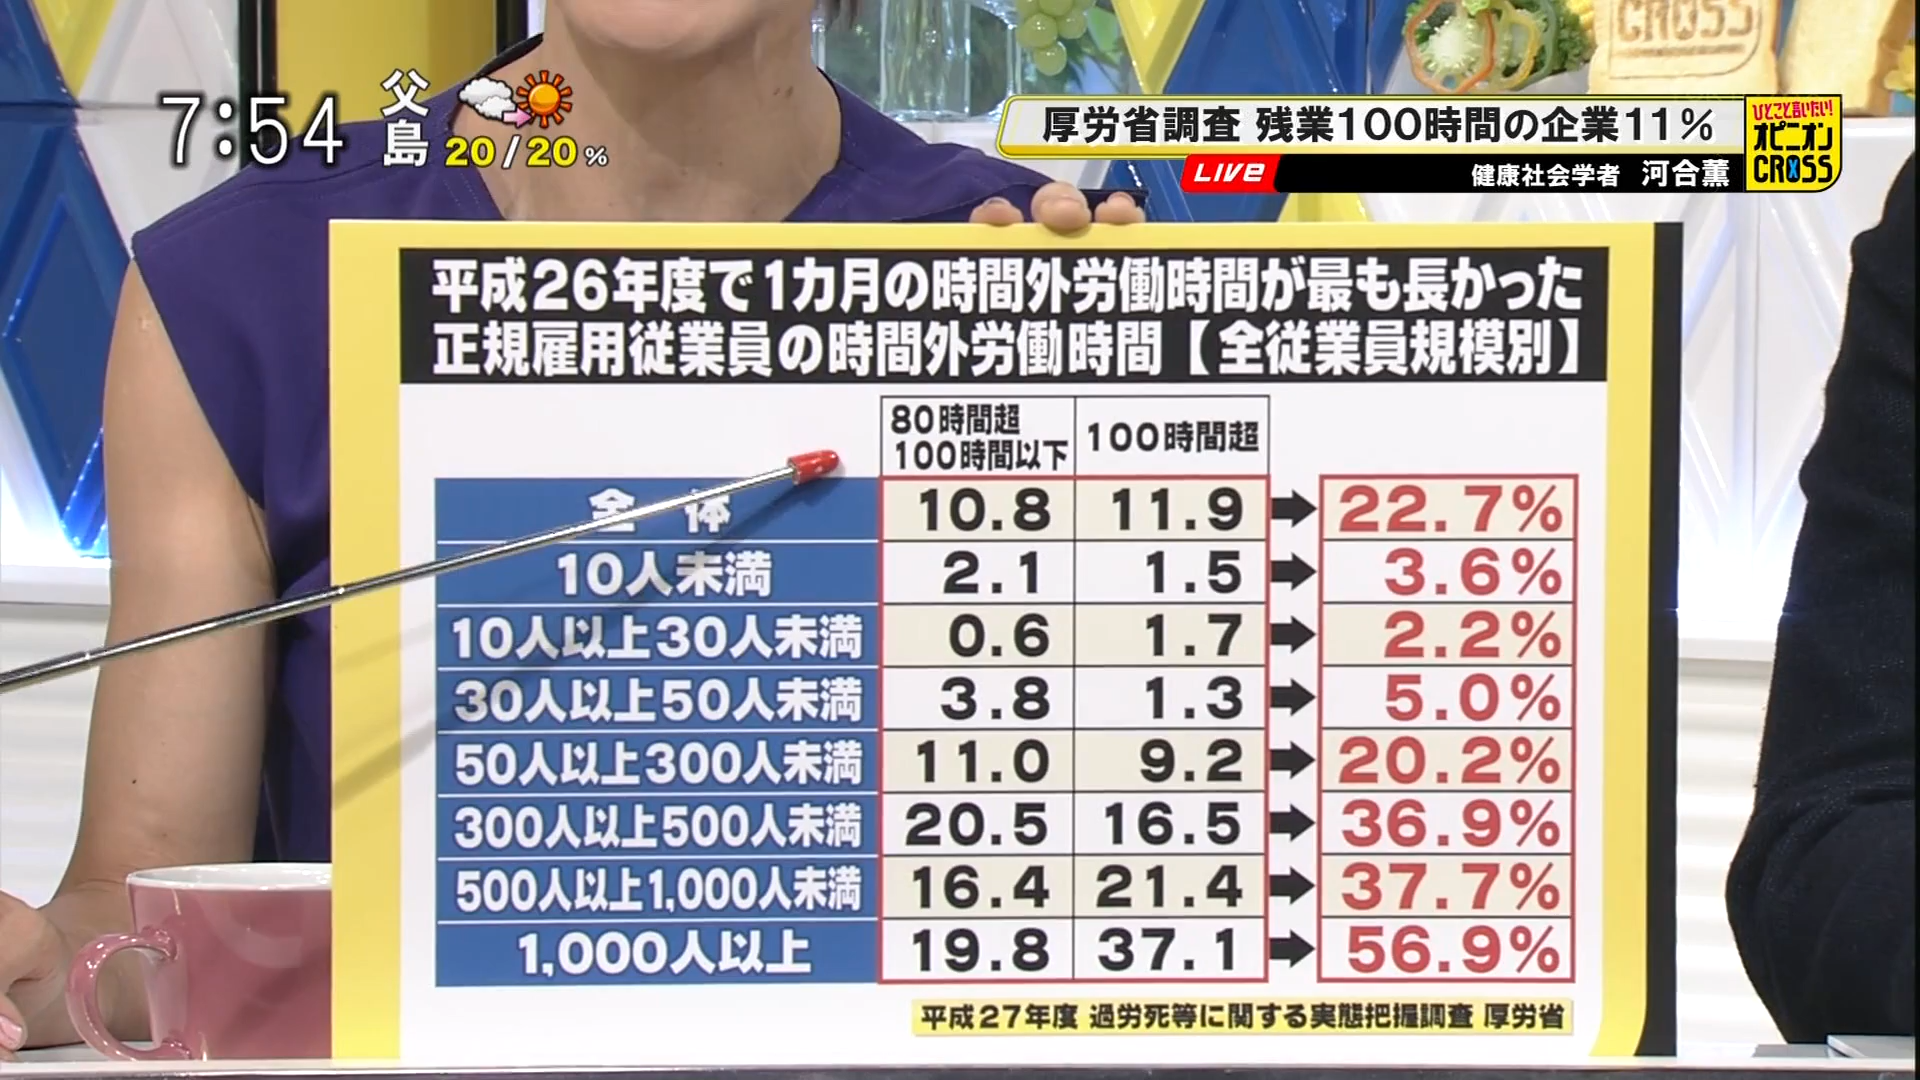 7:54
父島
20/20%
CROSS
厚労省調査 残業100時間の企業11%
LIVE
健康社会学者 河合薫
ひとこと言いたい!
オピニオン
CROSS
平成26年度で1カ月の時間外労働時間が最も長かった
正規雇用従業員の時間外労働時間【全従業員規模別】
80時間超
100時間以下
100時間超
全 体 10.8 11.9 22.7%
10人未満 2.1 1.5 3.6%
10人以上30人未満 0.6 1.7 2.2%
30人以上50人未満 3.8 1.3 5.0%
50人以上300人未満 11.0 9.2 20.2%
300人以上500人未満 20.5 16.5 36.9%
500人以上1,000人未満 16.4 21.4 37.7%
1,000人以上 19.8 37.1 56.9%
平成27年度 過労死等に関する実態把握調査 厚労省